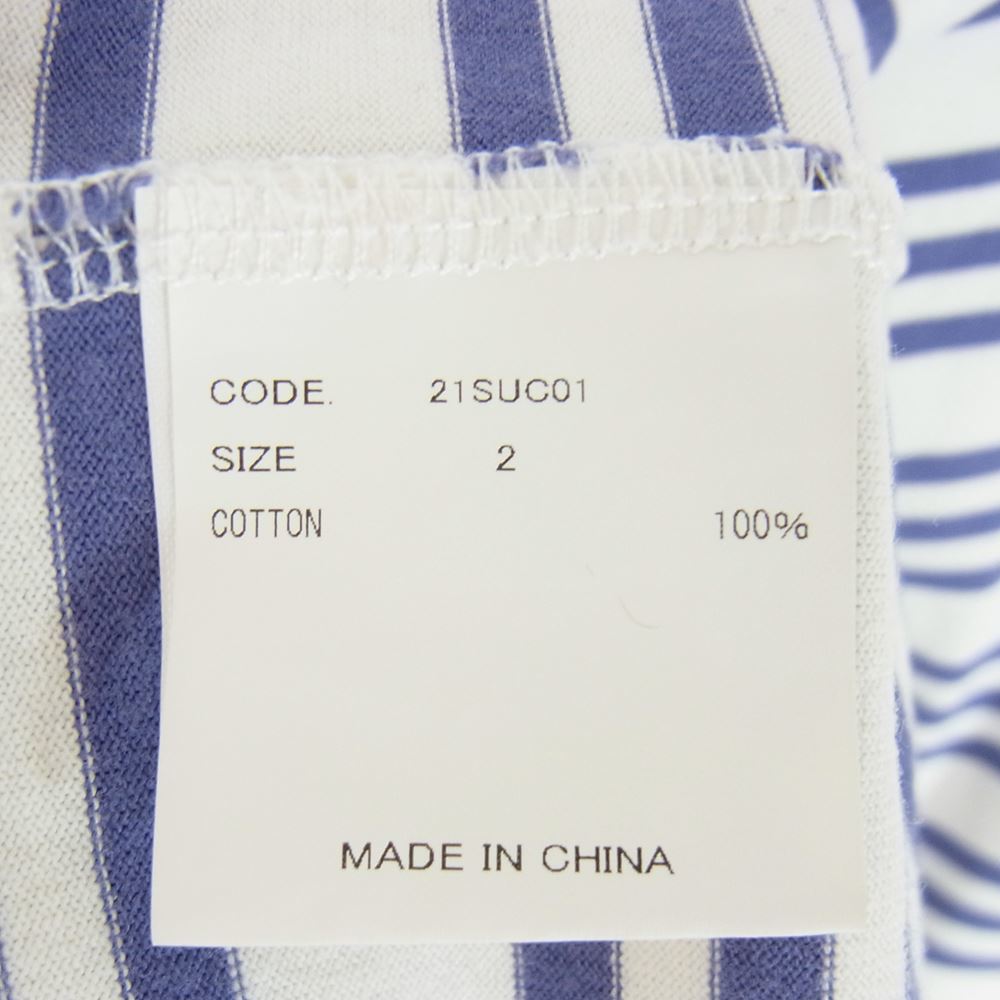 CODE. 21SUC01
SIZE 2
COTTON 100%
MADE IN CHINA